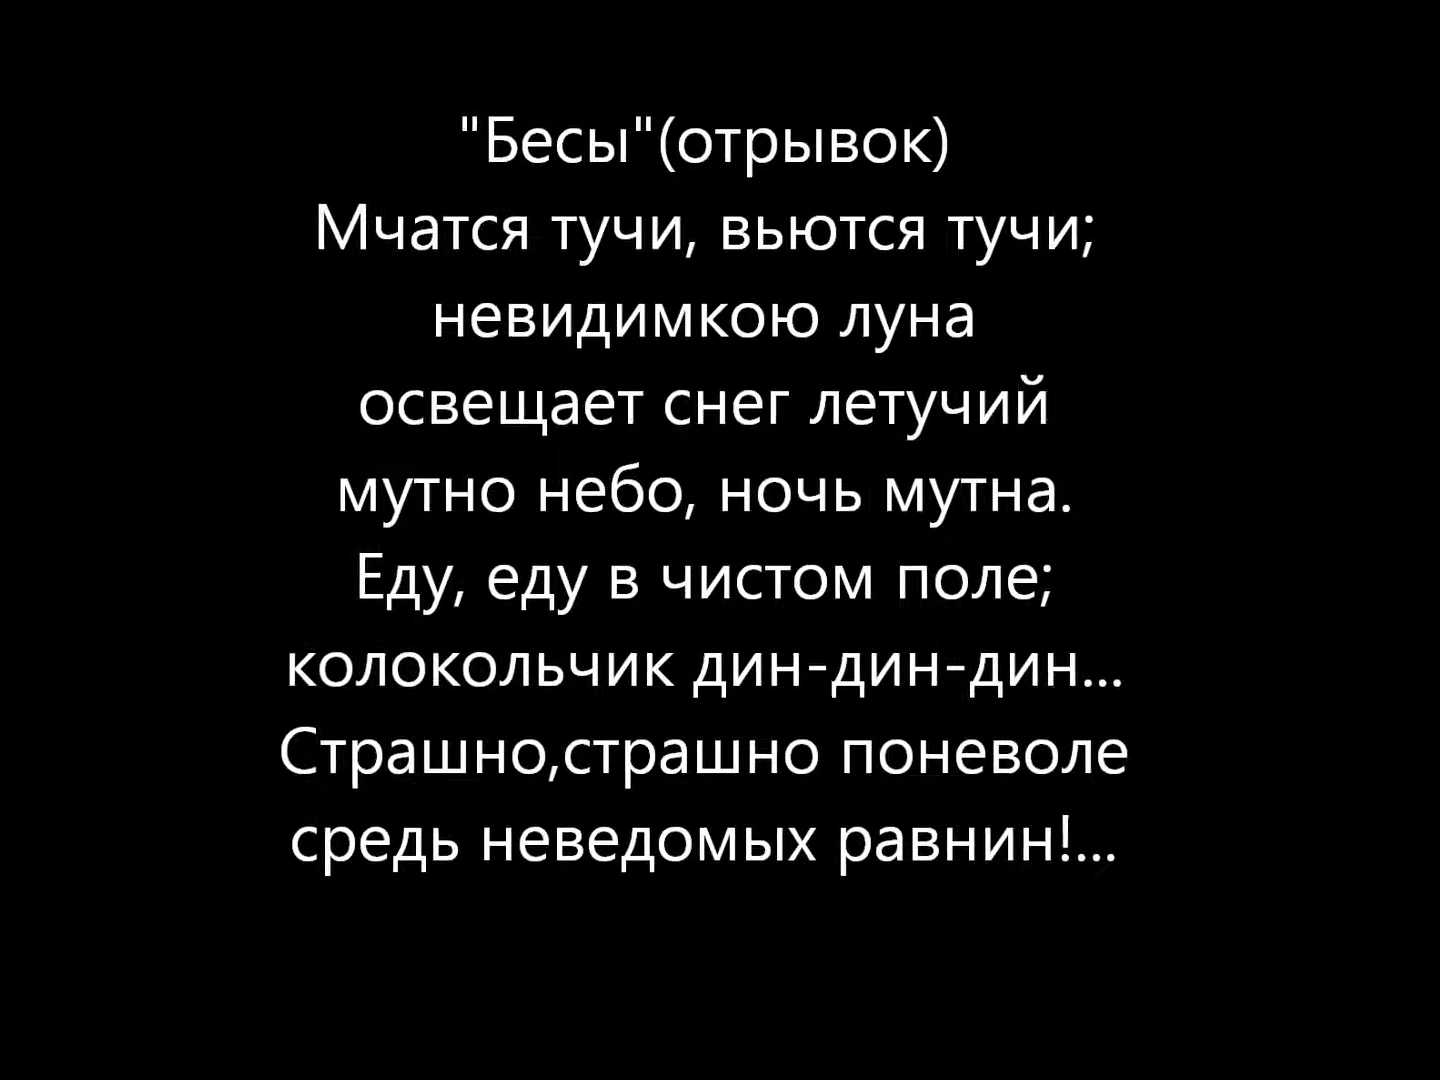 "Бесы"(отрывок)
Мчатся тучи, вьются тучи;
невидимкою луна
освещает снег летучий
мутно небо, ночь мутна.
Еду, еду в чистом поле;
колокольчик дин-дин-дин...
Страшно,страшно поневоле
средь неведомых равнин!...